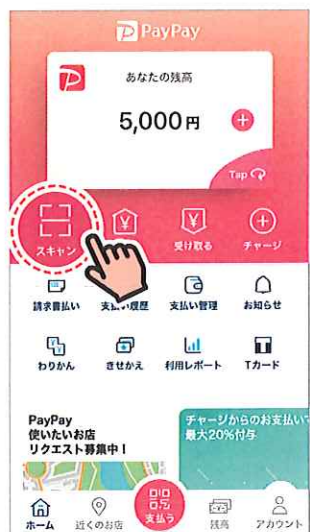 PayPay
あなたの残高
5,000円
Tap
スキャン
受け取る
チャージ
請求書払い
支払い履歴
支払い管理
お知らせ
わりかん
きせかえ
利用レポート
Tカード
PayPay
使いたいお店
リクエスト募集中！
チャージからのお支払いで
最大20%付与
ホーム
近くのお店
支払う
残高
アカウント